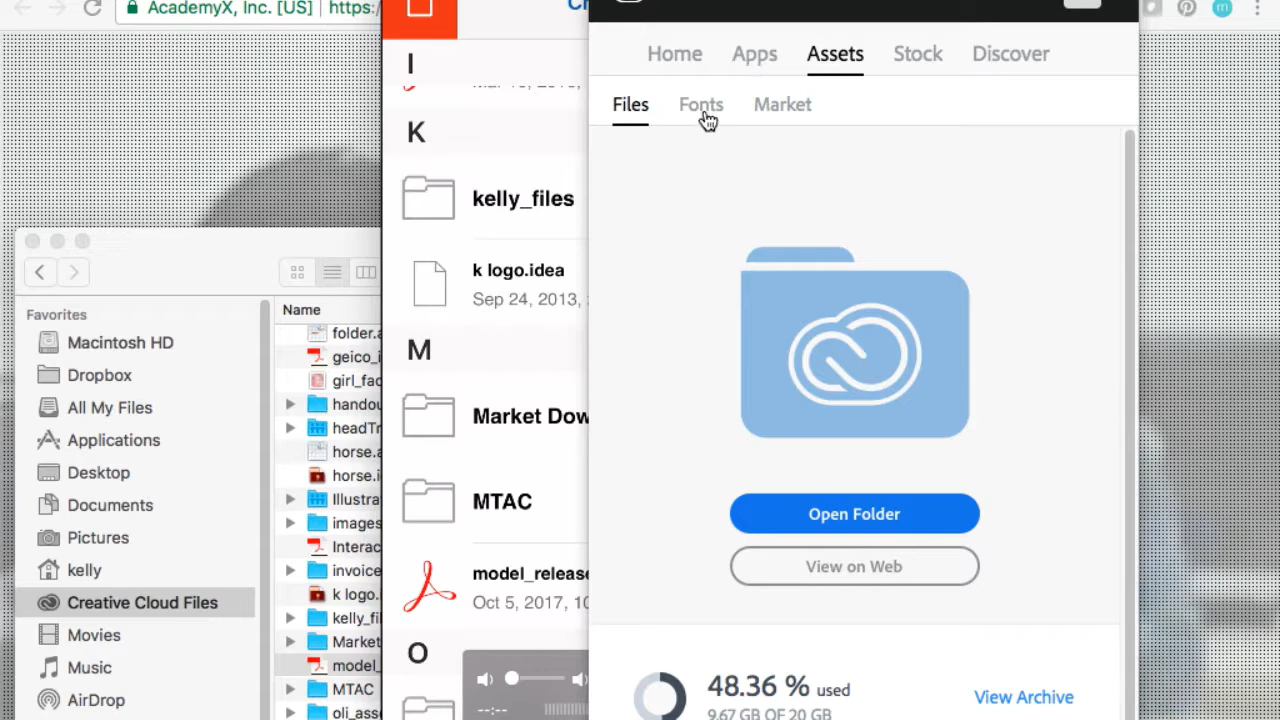 AcademyX, Inc. [US] https:
Home Apps Assets Stock Discover
Files Fonts Market
I
K
kelly_files
k logo.idea
Sep 24, 2013,
M
Market Dow
MTAC
model_release
Oct 5, 2017, 10
O
--:--
Favorites
Macintosh HD
Dropbox
All My Files
Applications
Desktop
Documents
Pictures
kelly
Creative Cloud Files
Movies
Music
AirDrop
Name
folder.a
geico_i
girl_fac
handou
headTr
horse.a
horse.i
Illustra
images
Interac
invoice
k logo.
kelly_fi
Market
model_
MTAC
oli_asse
Open Folder
View on Web
48.36 % used
9.67 GB OF 20 GB
View Archive